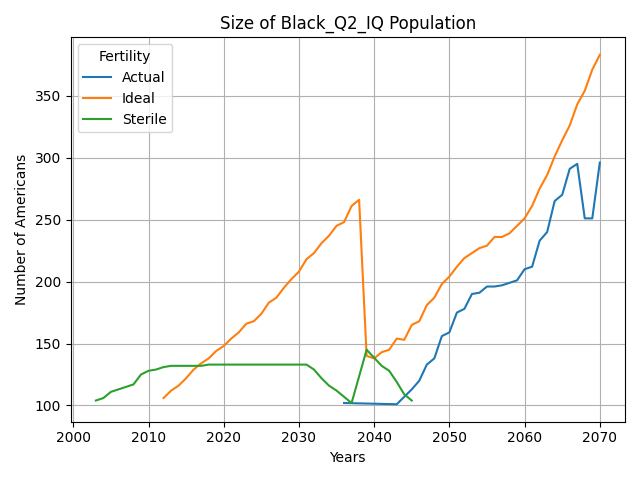 Size of Black_Q2_IQ Population
Fertility
Actual
Ideal
Sterile
Number of Americans
350
300
250
200
150
100
2000 2010 2020 2030 2040 2050 2060 2070
Years